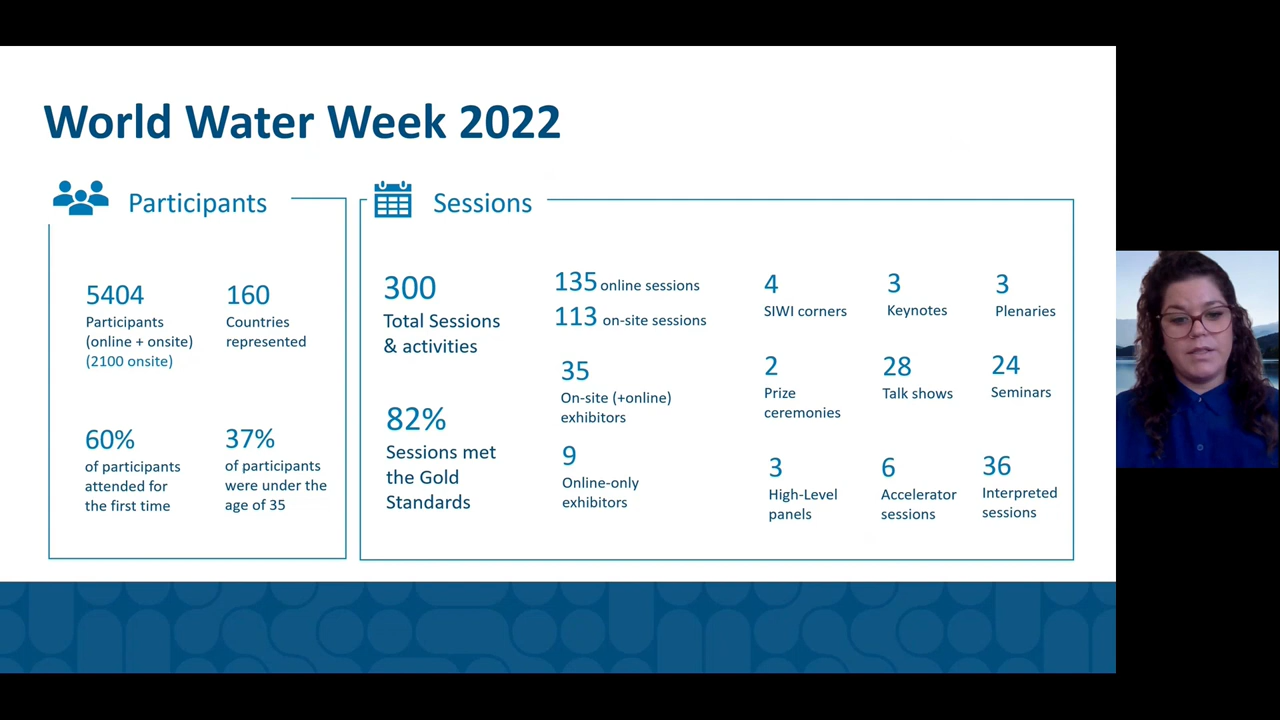 World Water Week 2022
Participants
5404
Participants
(online + onsite)
(2100 onsite)
160
Countries
represented
60%
of participants
attended for
the first time
37%
of participants
were under the
age of 35
Sessions
300
Total Sessions
& activities
82%
Sessions met
the Gold
Standards
135 online sessions
113 on-site sessions
35
On-site (+online)
exhibitors
9
Online-only
exhibitors
4
SIWI corners
3
Keynotes
3
Plenaries
2
Prize
ceremonies
28
Talk shows
24
Seminars
3
High-Level
panels
6
Accelerator
sessions
36
Interpreted
sessions